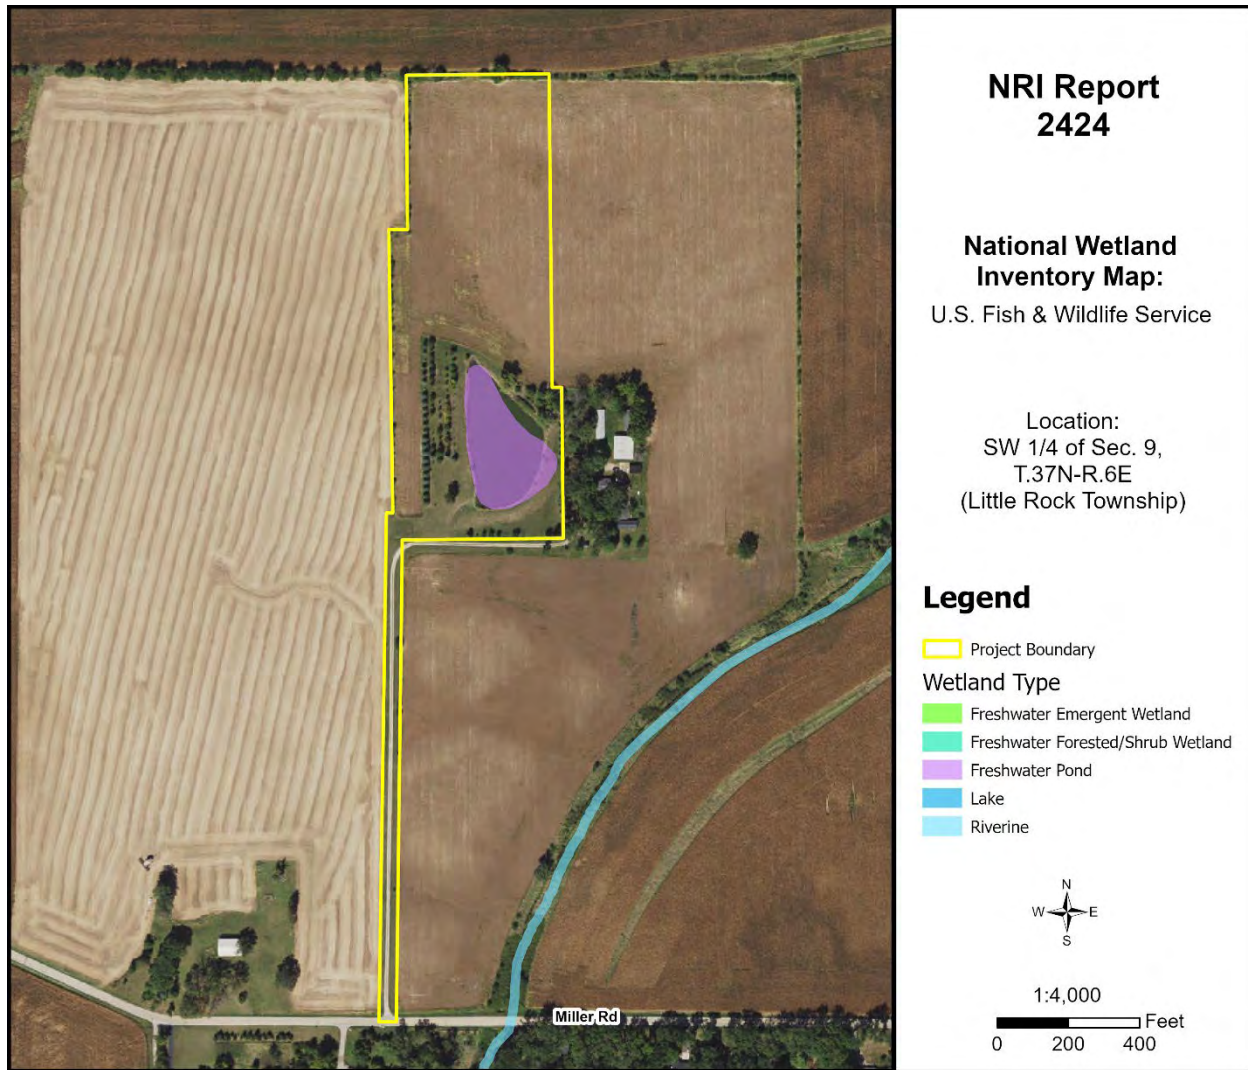 NRI Report
2424
National Wetland
Inventory Map:
U.S. Fish & Wildlife Service
Location:
SW 1/4 of Sec. 9,
T.37N-R.6E
(Little Rock Township)
Legend
Project Boundary
Wetland Type
Freshwater Emergent Wetland
Freshwater Forested/Shrub Wetland
Freshwater Pond
Lake
Riverine
N
W E
S
1:4,000
Feet
0 200 400
Miller Rd